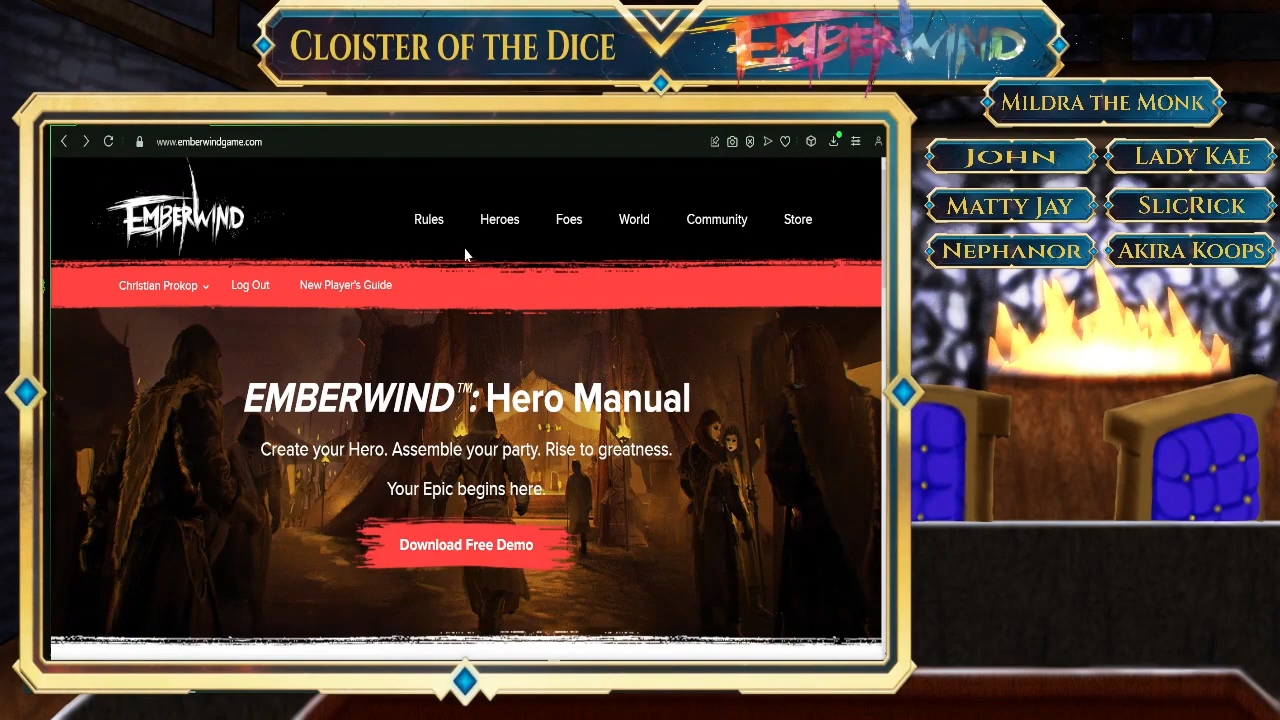 CLOISTER OF THE DICE
EMBERWIND
MILDRA THE MONK
JOHN
LADY KAE
MATTY JAY
SLICRICK
NEPHANOR
AKIRA KOOPS
www.emberwindgame.com
EMBERWIND
Rules Heroes Foes World Community Store
Christian Prokop Log Out New Player's Guide
EMBERWIND™: Hero Manual
Create your Hero. Assemble your party. Rise to greatness.
Your Epic begins here.
Download Free Demo